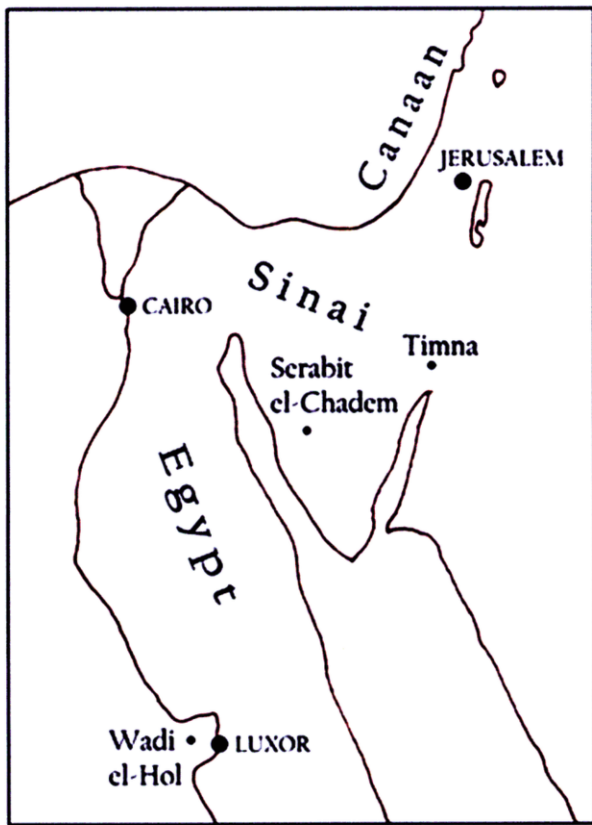 Canaan
JERUSALEM
Sinai
CAIRO
Timna
Serabit
el-Chadem
Egypt
Wadi
el-Hol
LUXOR